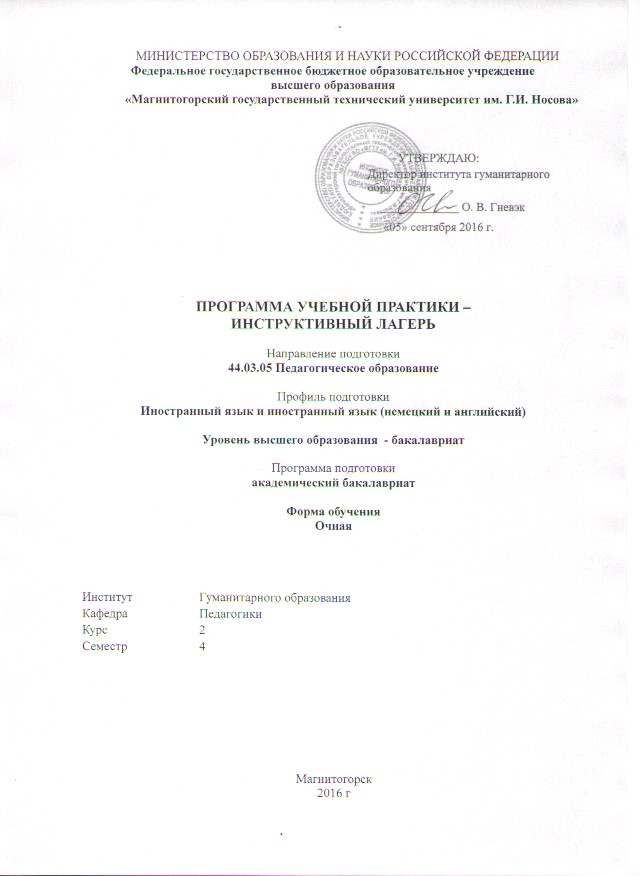 МИНИСТЕРСТВО ОБРАЗОВАНИЯ И НАУКИ РОССИЙСКОЙ ФЕДЕРАЦИИ
Федеральное государственное бюджетное образовательное учреждение
высшего образования
«Магнитогорский государственный технический университет им. Г.И. Носова»
УТВЕРЖДАЮ:
Директор института гуманитарного
образования
О. В. Гневэк
«05» сентября 2016 г.
ПРОГРАММА УЧЕБНОЙ ПРАКТИКИ –
ИНСТРУКТИВНЫЙ ЛАГЕРЬ
Направление подготовки
44.03.05 Педагогическое образование
Профиль подготовки
Иностранный язык и иностранный язык (немецкий и английский)
Уровень высшего образования - бакалавриат
Программа подготовки
академический бакалавриат
Форма обучения
Очная
Институт Гуманитарного образования
Кафедра Педагогики
Курс 2
Семестр 4
Магнитогорск
2016 г